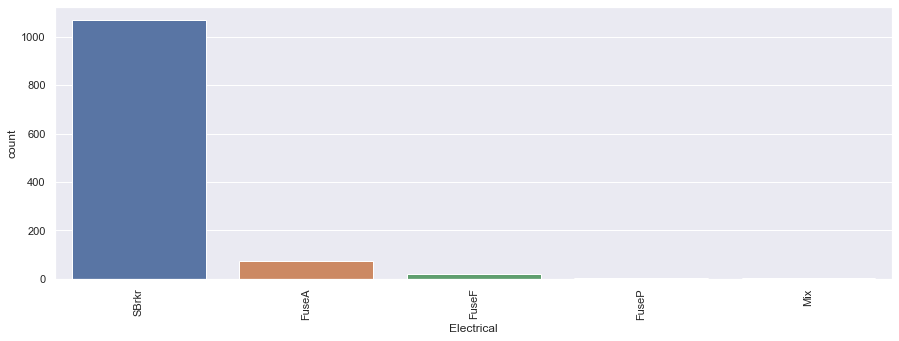 1000
800
600
400
200
0
count
SBrkr
FuseA
FuseF
FuseP
Mix
Electrical